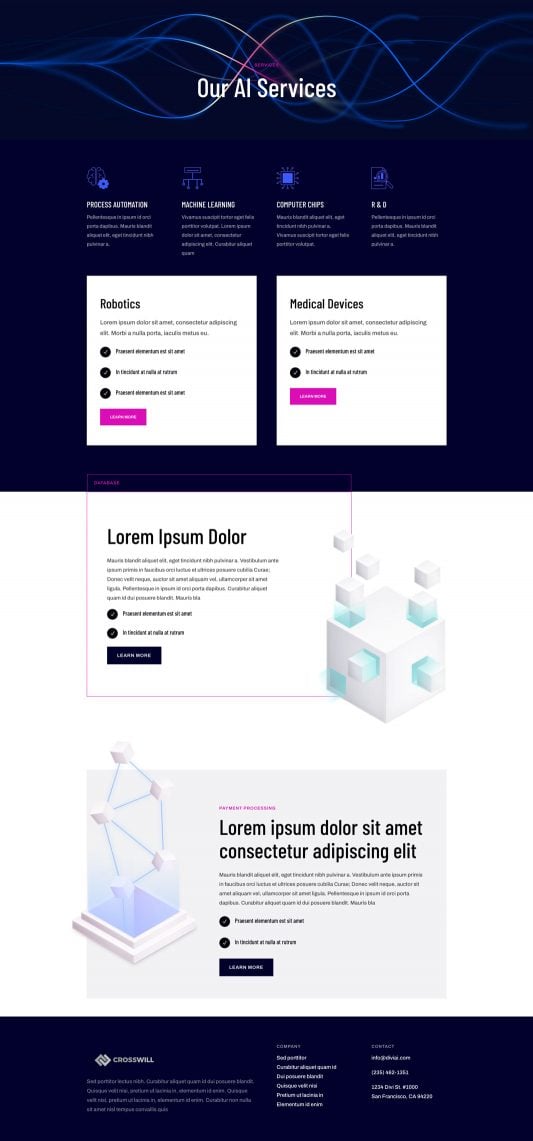 SERVICES
Our AI Services
PROCESS AUTOMATION
Pellentesque in ipsum id orci
porta dapibus. Mauris blandit
aliquet elit, eget tincidunt nibh
pulvinar a.
MACHINE LEARNING
Vivamus suscipit tortor eget felis
porttitor volutpat. Lorem ipsum
dolor sit amet, consectetur
adipiscing elit. Curabitur aliquet
quam
COMPUTER CHIPS
Mauris blandit aliquet elit, eget
tincidunt nibh pulvinar a.
Vivamus suscipit tortor eget felis
porttitor volutpat.
R & D
Pellentesque in ipsum id orci
porta dapibus. Mauris blandit
aliquet elit, eget tincidunt nibh
pulvinar a.
Robotics
Lorem ipsum dolor sit amet, consectetur adipiscing
elit. Morbi a nulla porta, iaculis metus eu.
Praesent elementum est sit amet
In tincidunt at nulla at rutrum
Praesent elementum est sit amet
LEARN MORE
Medical Devices
Lorem ipsum dolor sit amet, consectetur adipiscing
elit. Morbi a nulla porta, iaculis metus eu.
Praesent elementum est sit amet
In tincidunt at nulla at rutrum
LEARN MORE
DATABASE
Lorem Ipsum Dolor
Mauris blandit aliquet elit, eget tincidunt nibh pulvinar a. Vestibulum ante
ipsum primis in faucibus orci luctus et ultrices posuere cubilia Curae;
Donec velit neque, auctor sit amet aliquam vel, ullamcorper sit amet
ligula. Pellentesque in ipsum id orci porta dapibus. Curabitur aliquet
quam id dui posuere blandit. Mauris bla
Praesent elementum est sit amet
In tincidunt at nulla at rutrum
LEARN MORE
PAYMENT PROCESSING
Lorem ipsum dolor sit amet
consectetur adipiscing elit
Mauris blandit aliquet elit, eget tincidunt nibh pulvinar a. Vestibulum ante ipsum primis
in faucibus orci luctus et ultrices posuere cubilia Curae; Donec velit neque, auctor sit
amet aliquam vel, ullamcorper sit amet ligula. Pellentesque in ipsum id orci porta
dapibus. Curabitur aliquet quam id dui posuere blandit. Mauris bla
Praesent elementum est sit amet
In tincidunt at nulla at rutrum
LEARN MORE
CROSSWILL
Sed porttitor lectus nibh. Curabitur aliquet quam id dui posuere blandit.
Quisque velit nisi, pretium ut lacinia in, elementum id enim. Quisque
velit nisi, pretium ut lacinia in, elementum id enim. Curabitur non nulla
sit amet nisl tempus convallis quis
COMPANY
Sed porttitor
Curabitur aliquet quam id
Dui posuere blandit
Quisque velit nisi
Pretium ut lacinia in
Elementum id enim
CONTACT
info@diviai.com
(235) 462-1351
1234 Divi St. #1000
San Francisco, CA 94220